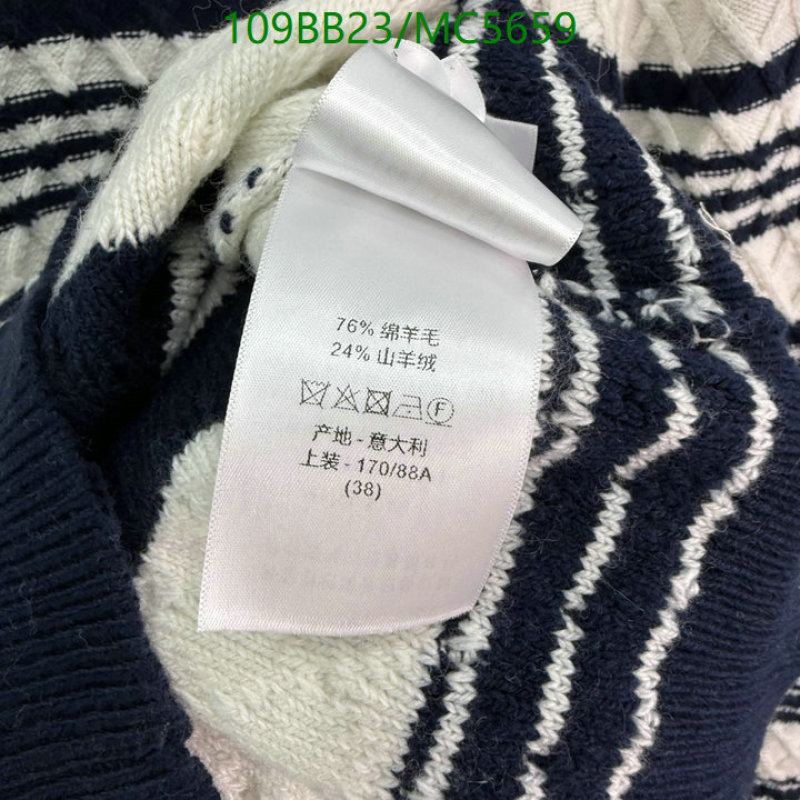 109BB23/MC5659
76% 绵羊毛
24% 山羊绒
F
产地 - 意大利
上装 - 170/88A
(38)